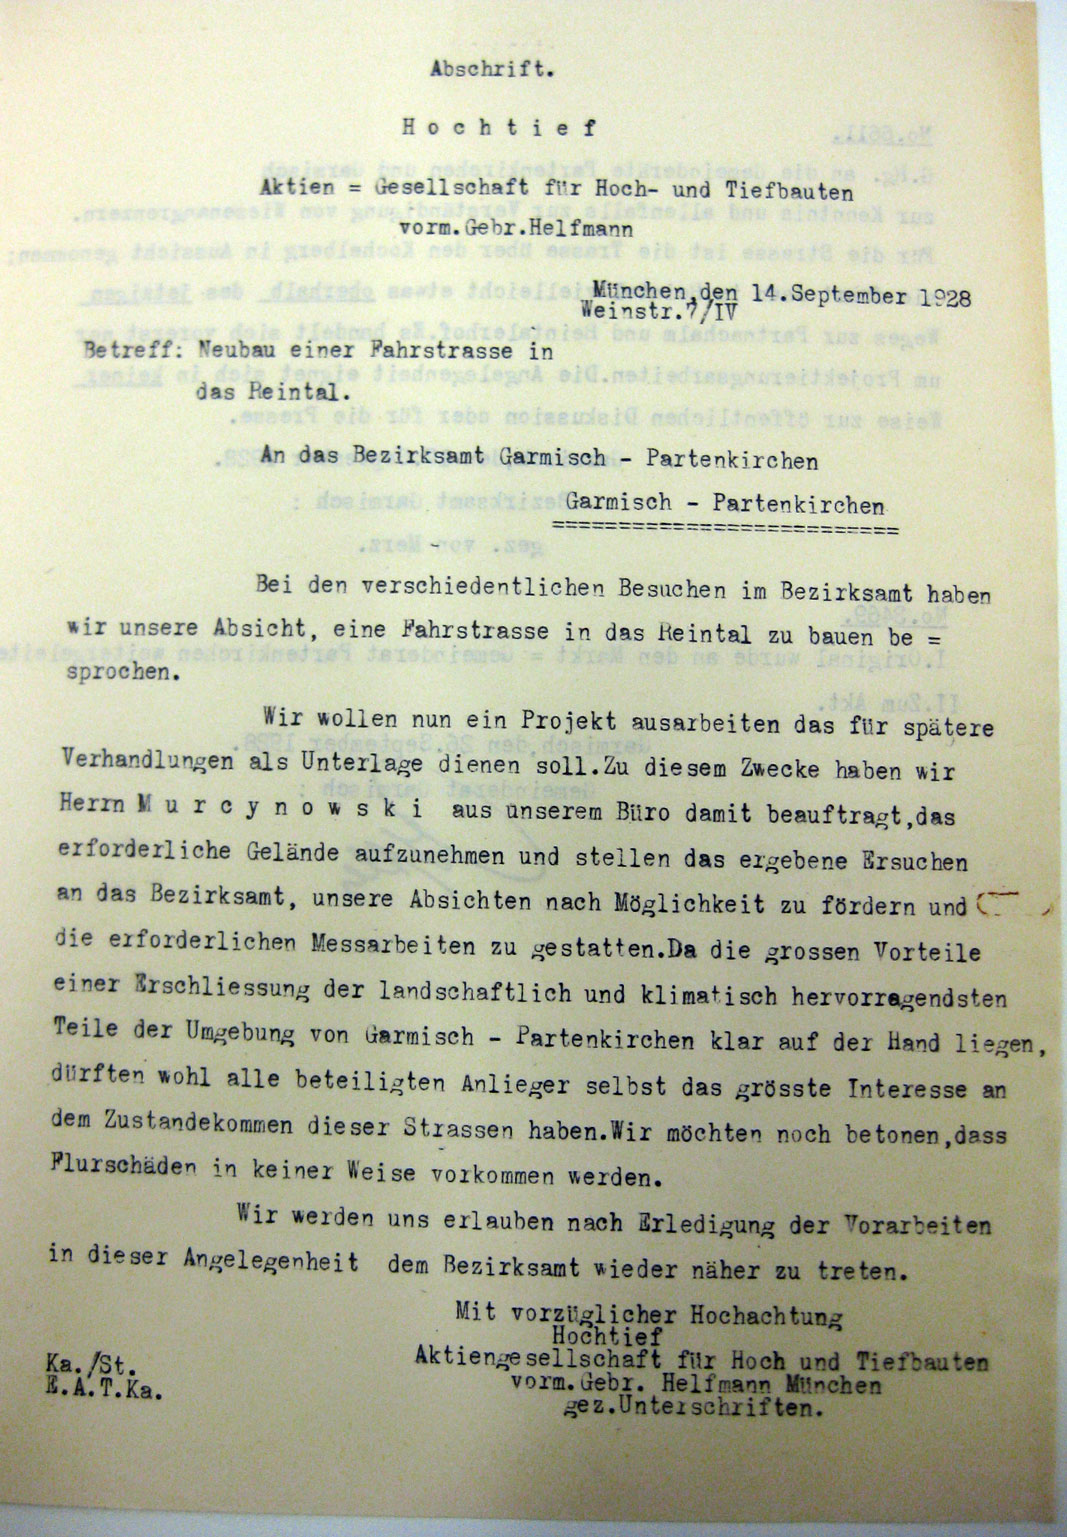 Abschrift.
H o c h t i e f
Aktien = Gesellschaft für Hoch- und Tiefbauten
vorm.Gebr.Helfmann
München,den 14.September 1928
Weinstr.7/IV
Betreff: Neubau einer Fahrstrasse in
das Reintal.
An das Bezirksamt Garmisch - Partenkirchen
Garmisch - Partenkirchen
==========================
Bei den verschiedentlichen Besuchen im Bezirksamt haben
wir unsere Absicht, eine Fahrstrasse in das Reintal zu bauen be =
sprochen.
Wir wollen nun ein Projekt ausarbeiten das für spätere
Verhandlungen als Unterlage dienen soll.Zu diesem Zwecke haben wir
Herrn M u r c y n o w s k i aus unserem Büro damit beauftragt,das
erforderliche Gelände aufzunehmen und stellen das ergebene Ersuchen
an das Bezirksamt, unsere Absichten nach Möglichkeit zu fördern und
die erforderlichen Messarbeiten zu gestatten.Da die grossen Vorteile
einer Erschliessung der landschaftlich und klimatisch hervorragendsten
Teile der Umgebung von Garmisch - Partenkirchen klar auf der Hand liegen,
dürften wohl alle beteiligten Anlieger selbst das grösste Interesse an
dem Zustandekommen dieser Strassen haben.Wir möchten noch betonen,dass
Flurschäden in keiner Weise vorkommen werden.
Wir werden uns erlauben nach Erledigung der Vorarbeiten
in dieser Angelegenheit dem Bezirksamt wieder näher zu treten.
Mit vorzüglicher Hochachtung
Hochtief
Aktiengesellschaft für Hoch und Tiefbauten
vorm.Gebr. Helfmann München
gez.Unterschriften.
Ka./St.
E.A.T.Ka.